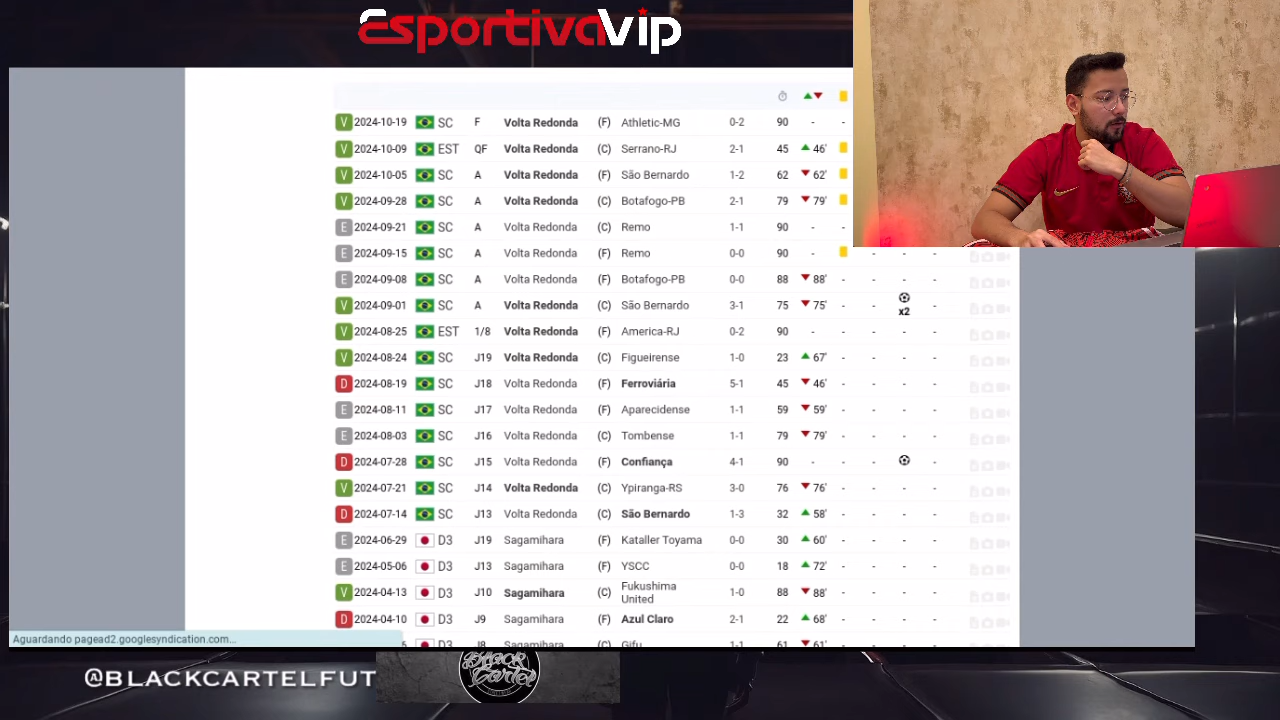 EsportivaVip
V 2024-10-19 SC F Volta Redonda (F) Athletic-MG 0-2 90 - -
V 2024-10-09 EST QF Volta Redonda (C) Serrano-RJ 2-1 45 46'
V 2024-10-05 SC A Volta Redonda (F) São Bernardo 1-2 62 62'
V 2024-09-28 SC A Volta Redonda (C) Botafogo-PB 2-1 79 79'
E 2024-09-21 SC A Volta Redonda (C) Remo 1-1 90 - -
E 2024-09-15 SC A Volta Redonda (F) Remo 0-0 90 - - - -
E 2024-09-08 SC A Volta Redonda (F) Botafogo-PB 0-0 88 88' - - - -
V 2024-09-01 SC A Volta Redonda (C) São Bernardo 3-1 75 75' - - x2 -
V 2024-08-25 EST 1/8 Volta Redonda (F) America-RJ 0-2 90 - - - - -
V 2024-08-24 SC J19 Volta Redonda (C) Figueirense 1-0 23 67' - - - -
D 2024-08-19 SC J18 Volta Redonda (F) Ferroviária 5-1 45 46' - - - -
E 2024-08-11 SC J17 Volta Redonda (F) Aparecidense 1-1 59 59' - - - -
E 2024-08-03 SC J16 Volta Redonda (C) Tombense 1-1 79 79' - - - -
D 2024-07-28 SC J15 Volta Redonda (F) Confiança 4-1 90 - - - -
V 2024-07-21 SC J14 Volta Redonda (C) Ypiranga-RS 3-0 76 76' - - - -
D 2024-07-14 SC J13 Volta Redonda (C) São Bernardo 1-3 32 58' - - - -
E 2024-06-29 D3 J19 Sagamihara (F) Kataller Toyama 0-0 30 60' - - - -
E 2024-05-06 D3 J13 Sagamihara (F) YSCC 0-0 18 72' - - - -
V 2024-04-13 D3 J10 Sagamihara (C) Fukushima United 1-0 88 88' - - - -
D 2024-04-10 D3 J9 Sagamihara (F) Azul Claro 2-1 22 68' - - - -
D3 J8 Sagamihara (C) Gifu 1-1 61 61' - - - -
Aguardando pagead2.googlesyndication.com...
@BLACKCARTELFUT
Black Cartel